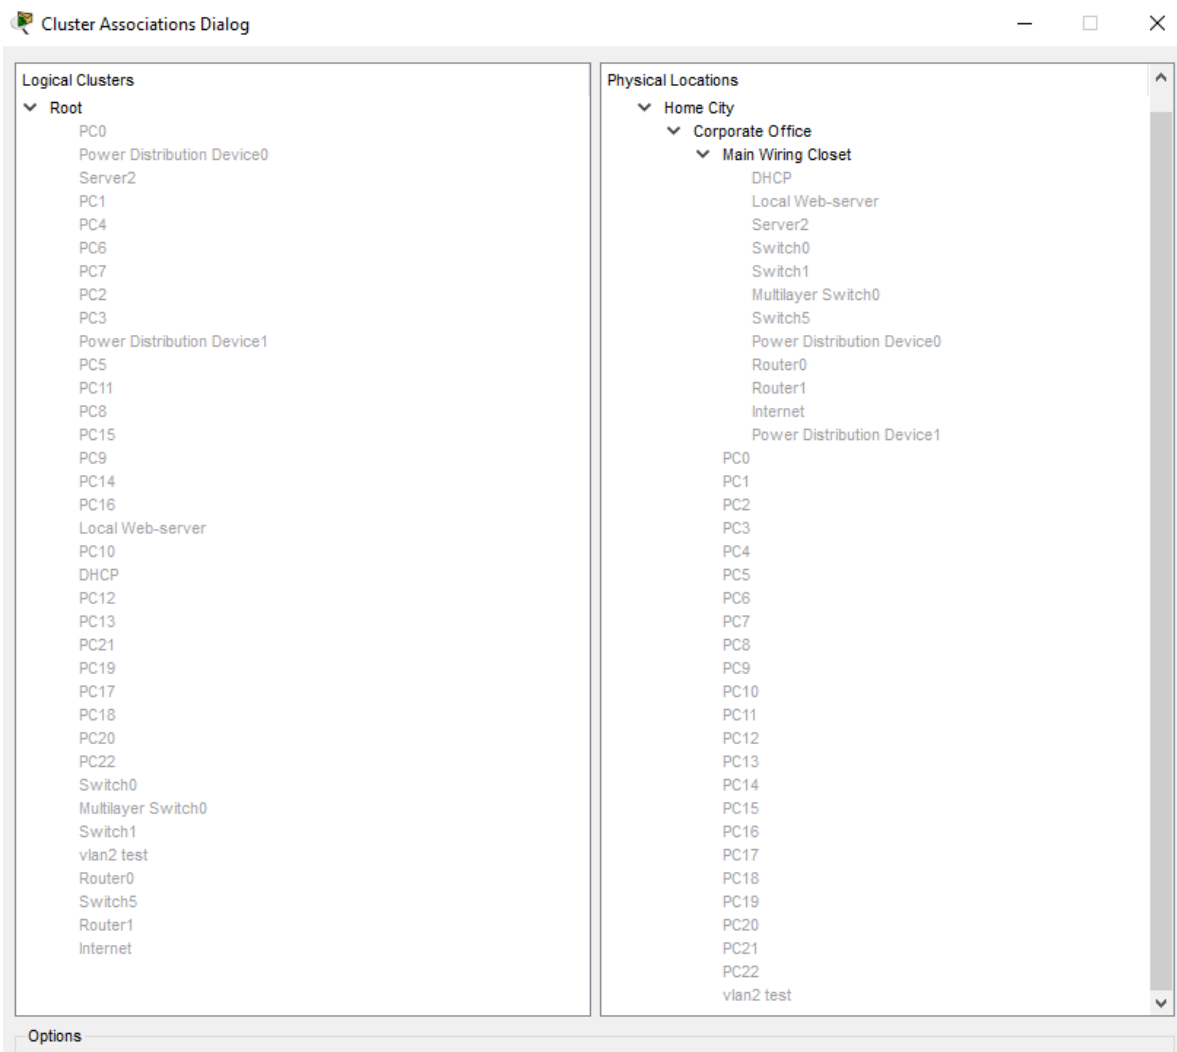 Cluster Associations Dialog
Logical Clusters
Root
PC0
Power Distribution Device0
Server2
PC1
PC4
PC6
PC7
PC2
PC3
Power Distribution Device1
PC5
PC11
PC8
PC15
PC9
PC14
PC16
Local Web-server
PC10
DHCP
PC12
PC13
PC21
PC19
PC17
PC18
PC20
PC22
Switch0
Multilayer Switch0
Switch1
vlan2 test
Router0
Switch5
Router1
Internet
Physical Locations
Home City
Corporate Office
Main Wiring Closet
DHCP
Local Web-server
Server2
Switch0
Switch1
Multilayer Switch0
Switch5
Power Distribution Device0
Router0
Router1
Internet
Power Distribution Device1
PC0
PC1
PC2
PC3
PC4
PC5
PC6
PC7
PC8
PC9
PC10
PC11
PC12
PC13
PC14
PC15
PC16
PC17
PC18
PC19
PC20
PC21
PC22
vlan2 test
Options